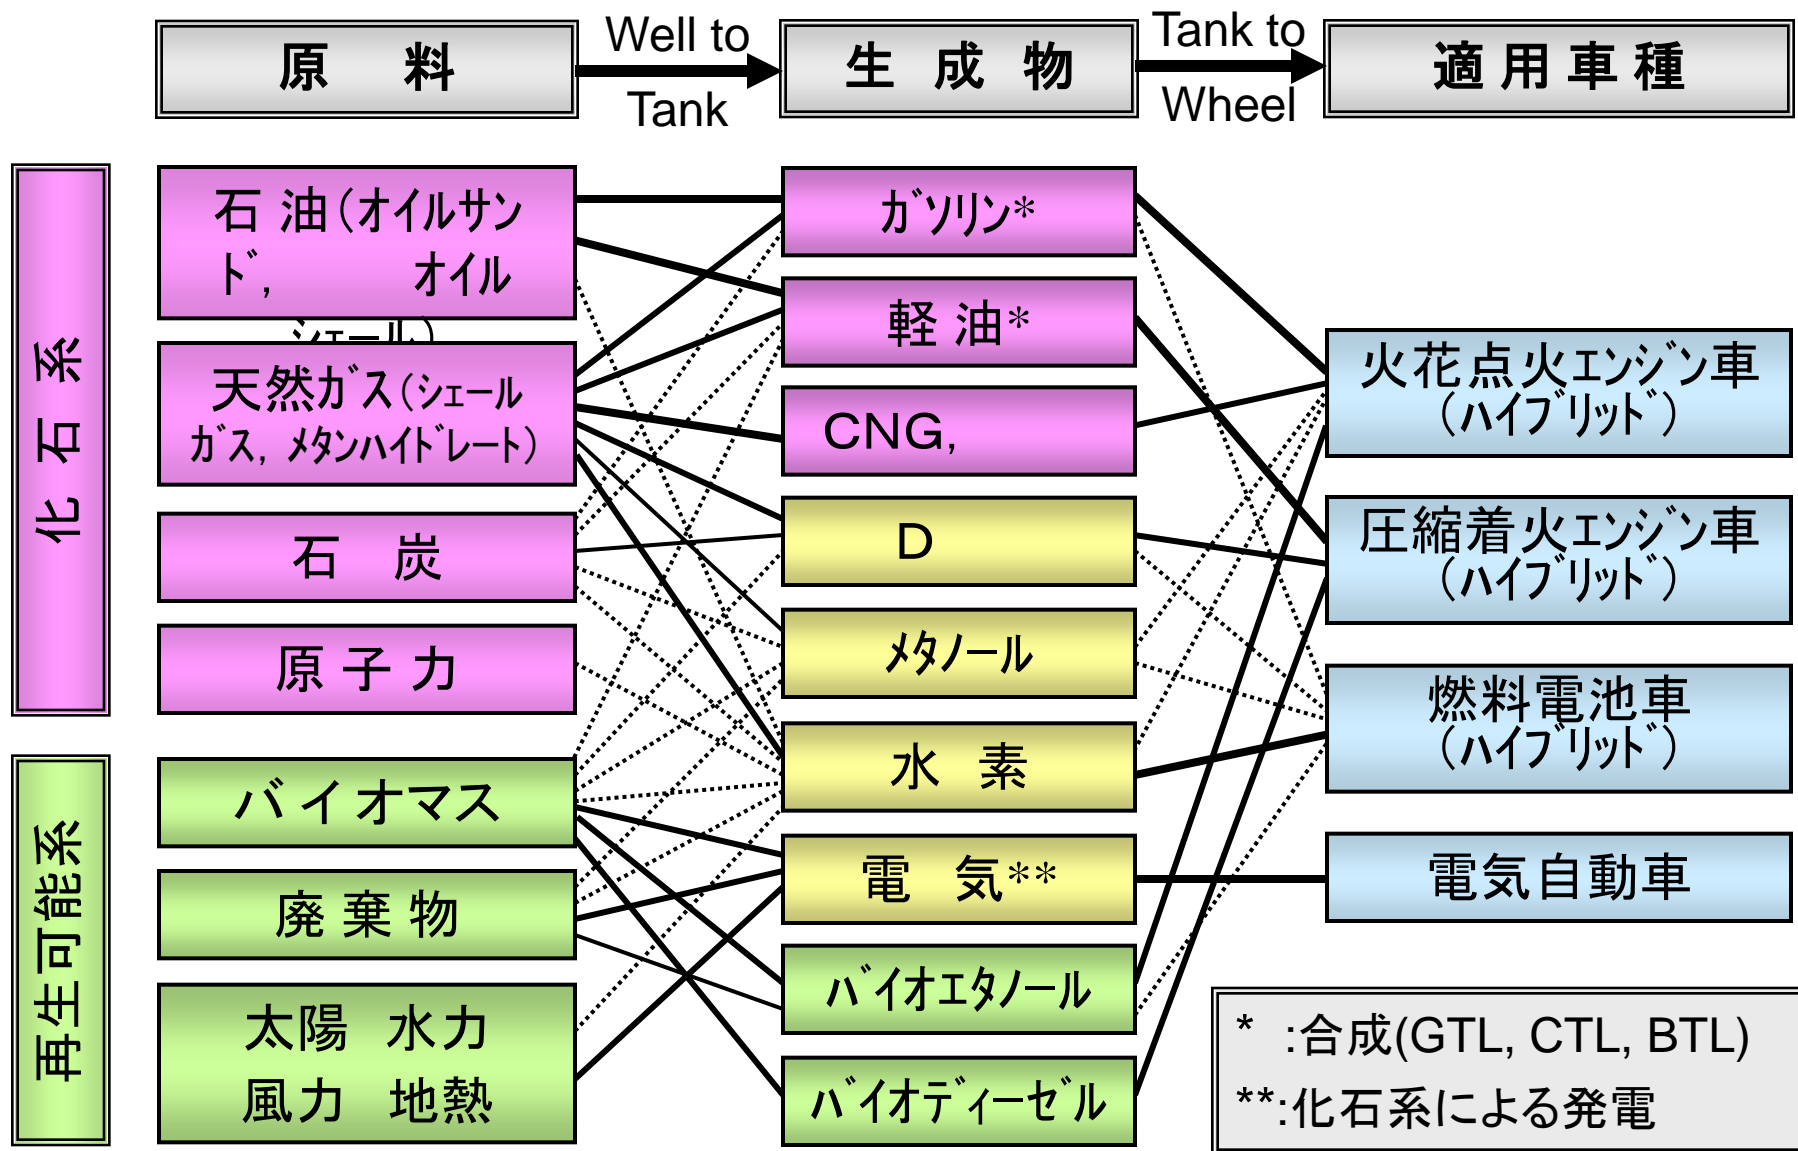 原 料
Well to
Tank
生 成 物
Tank to
Wheel
適用車種
化石系
石 油(オイルサン
ﾄﾞ, オイル
シェール)
天然ｶﾞｽ(シェール
ｶﾞｽ, ﾒﾀﾝﾊｲﾄﾞﾚｰﾄ)
石 炭
原 子 力
再生可能系
バイオマス
廃 棄 物
太陽 水力
風力 地熱
ｶﾞｿﾘﾝ*
軽 油*
CNG,
D
ﾒﾀﾉｰﾙ
水 素
電 気**
ﾊﾞｲｵｴﾀﾉｰﾙ
ﾊﾞｲｵﾃﾞｨｰｾﾞﾙ
火花点火ｴﾝｼﾞﾝ車
(ﾊｲﾌﾞﾘｯﾄﾞ)
圧縮着火ｴﾝｼﾞﾝ車
(ﾊｲﾌﾞﾘｯﾄﾞ)
燃料電池車
(ﾊｲﾌﾞﾘｯﾄﾞ)
電気自動車
* :合成(GTL, CTL, BTL)
**:化石系による発電